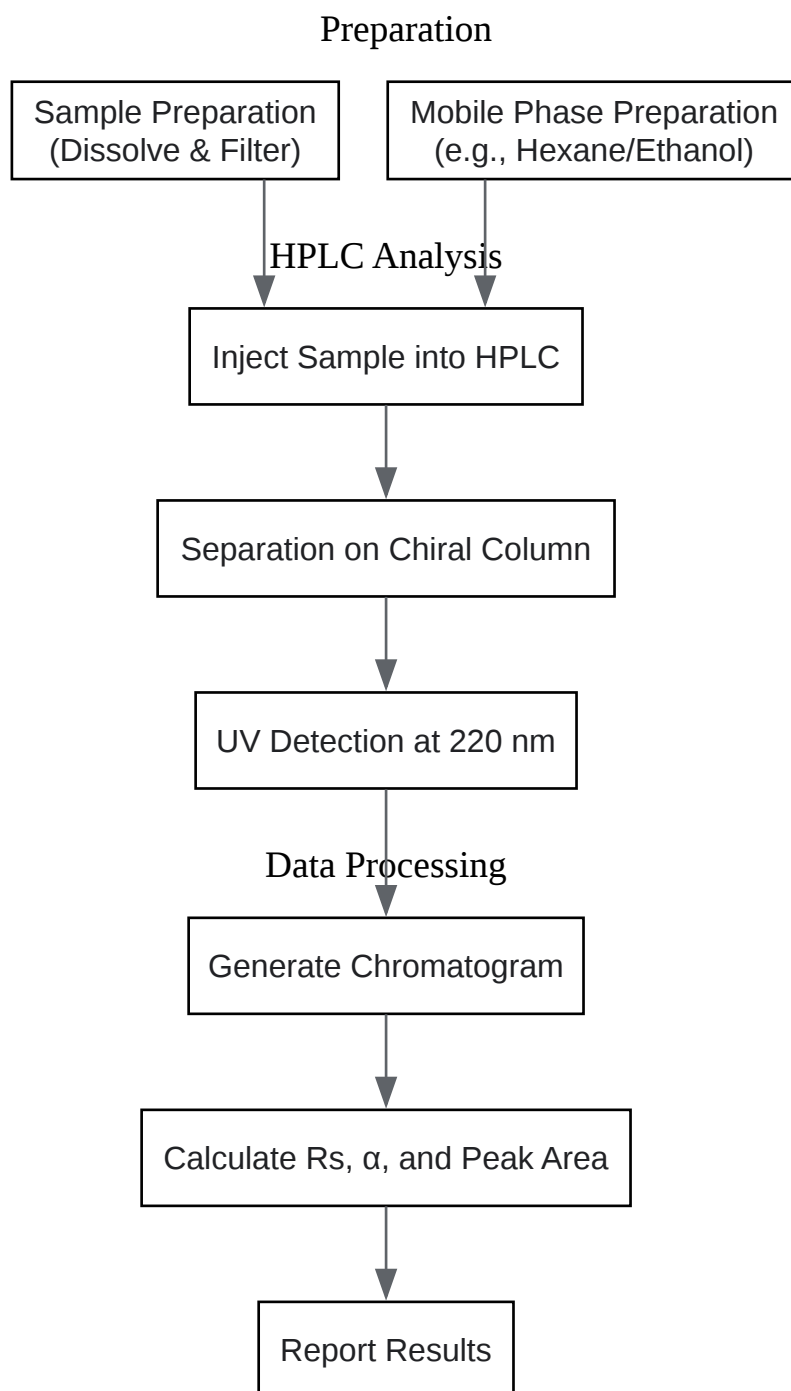 Preparation
Sample Preparation
(Dissolve & Filter)
Mobile Phase Preparation
(e.g., Hexane/Ethanol)
HPLC Analysis
Inject Sample into HPLC
Separation on Chiral Column
UV Detection at 220 nm
Data Processing
Generate Chromatogram
Calculate Rs, α, and Peak Area
Report Results